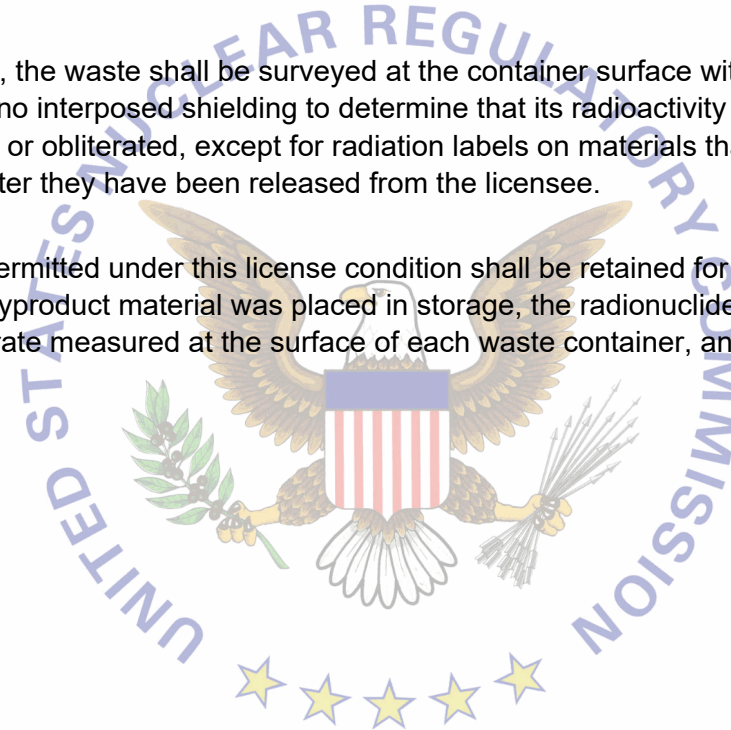 UNITED STATES NUCLEAR REGULATORY COMMISSION
, the waste shall be surveyed at the container surface wit
no interposed shielding to determine that its radioactivity
or obliterated, except for radiation labels on materials tha
ter they have been released from the licensee.
ermitted under this license condition shall be retained for
yproduct material was placed in storage, the radionuclide
rate measured at the surface of each waste container, an